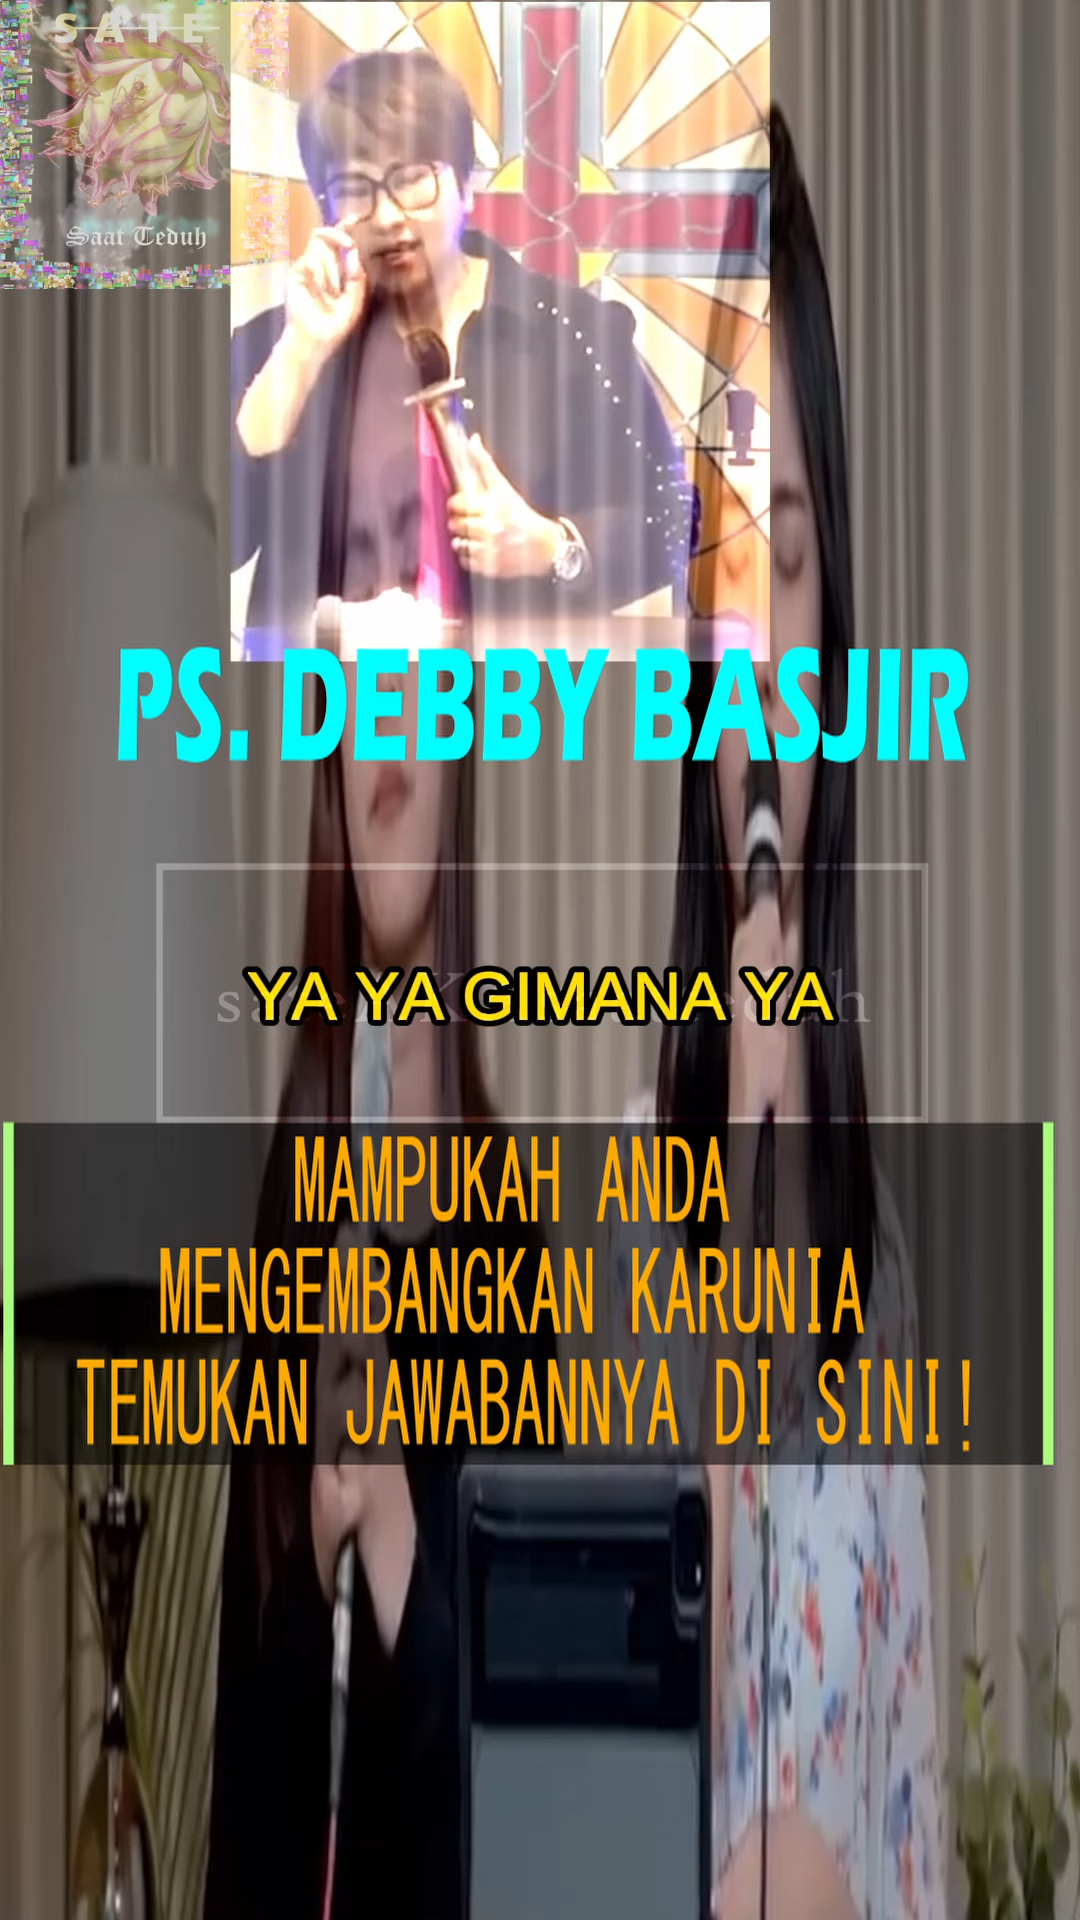 SATE
Saat Teduh
PS. DEBBY BASJIR
YA YA GIMANA YA
MAMPUKAH ANDA
MENGEMBANGKAN KARUNIA
TEMUKAN JAWABANNYA DI SINI!